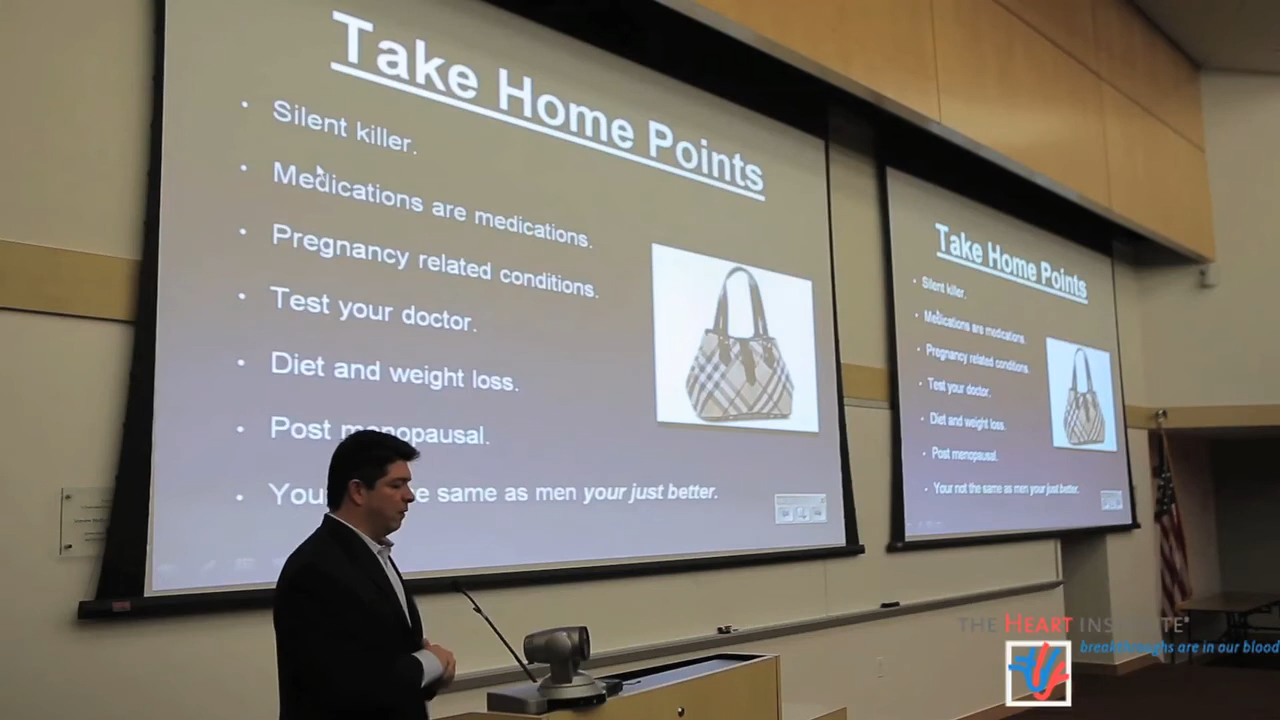 Take Home Points
Silent killer.
Medications are medications.
Pregnancy related conditions.
Test your doctor.
Diet and weight loss.
Post menopausal.
You e same as men your just better.
Take Home Points
Silent killer.
Medications are medications.
Pregnancy related conditions.
Test your doctor.
Diet and weight loss.
Post menopausal.
Your not the same as men your just better.
THE HEART INSTITUTE
breakthroughs are in our blood